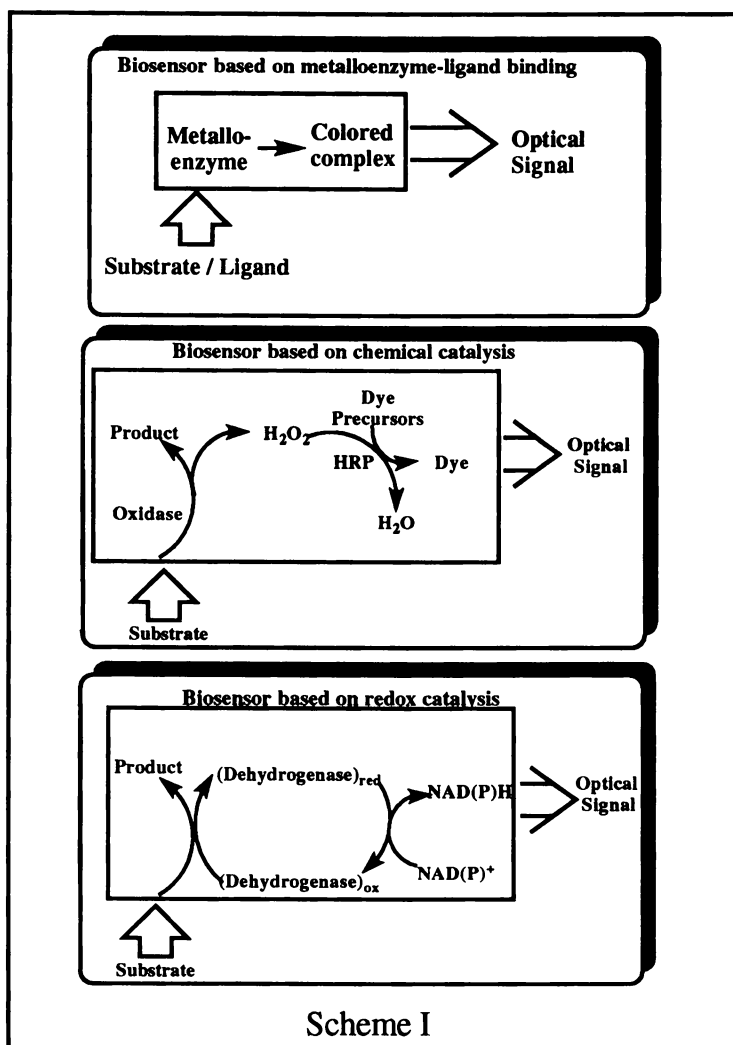 Biosensor based on metalloenzyme-ligand binding
Metallo-
enzyme
Colored
complex
Optical
Signal
Substrate / Ligand
Biosensor based on chemical catalysis
Dye
Precursors
Product
H₂O₂
HRP
Dye
Optical
Signal
Oxidase
H₂O
Substrate
Biosensor based on redox catalysis
Product
(Dehydrogenase)red
NAD(P)H
Optical
Signal
(Dehydrogenase)ox
NAD(P)⁺
Substrate
Scheme I